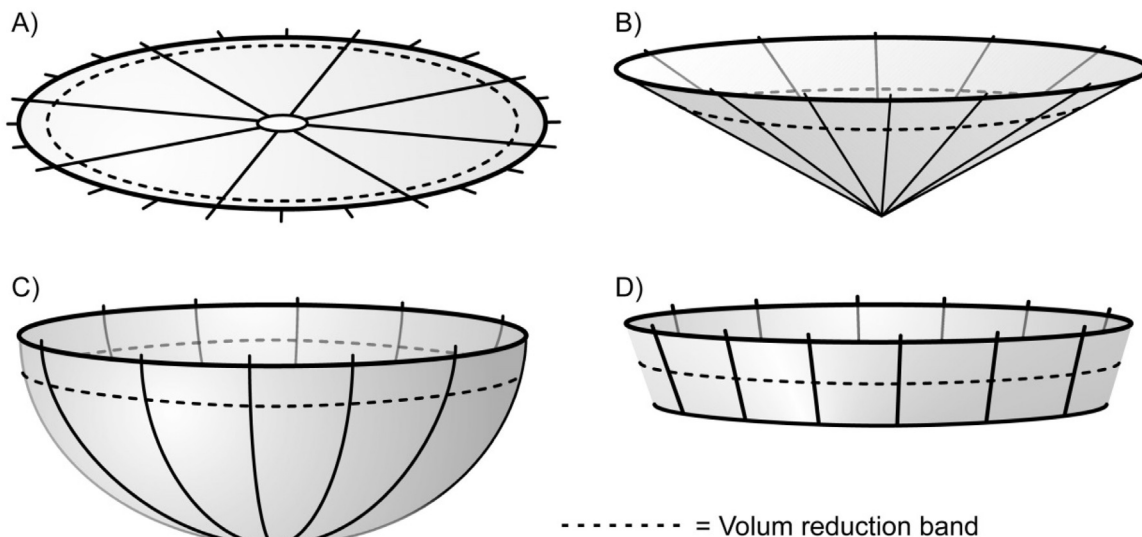 A)
B)
C)
D)
= Volum reduction band